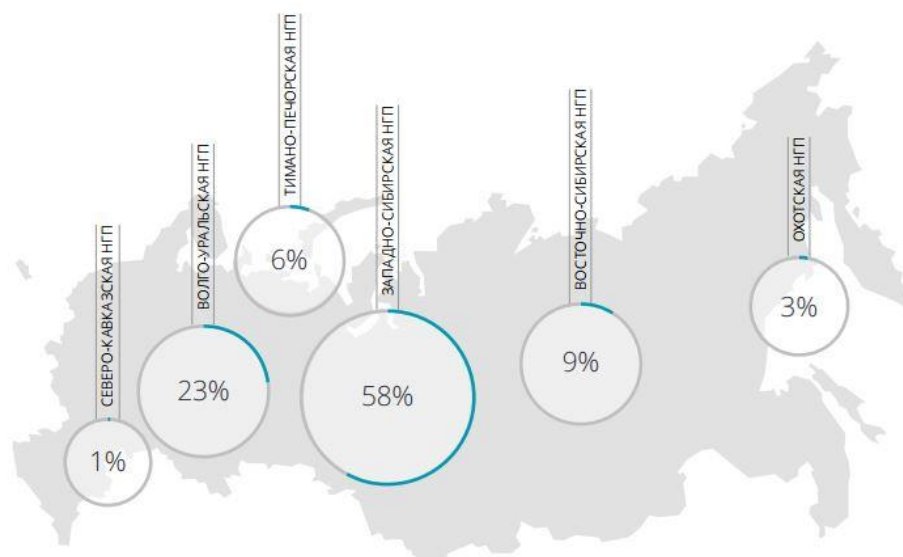 СЕВЕРО-КАВКАЗСКАЯ НГП
1%
ВОЛГО-УРАЛЬСКАЯ НГП
23%
ТИМАНО-ПЕЧОРСКАЯ НГП
6%
ЗАПАДНО-СИБИРСКАЯ НГП
58%
ВОСТОЧНО-СИБИРСКАЯ НГП
9%
ОХОТСКАЯ НГП
3%